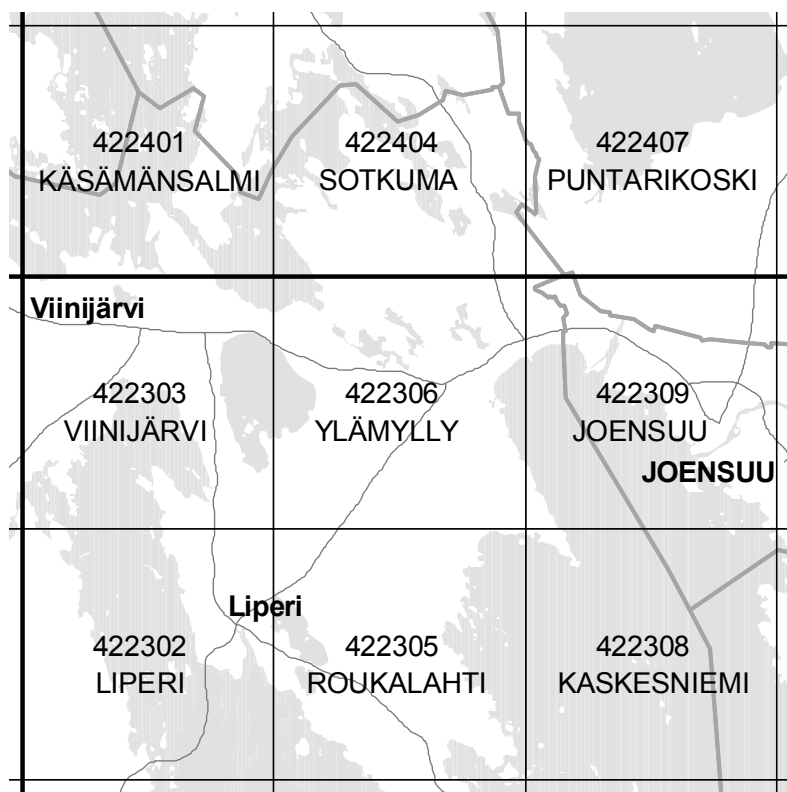 422401
KÄSÄMÄNSALMI
422404
SOTKUMA
422407
PUNTARIKOSKI
Viinijärvi
422303
VIINIJÄRVI
422306
YLÄMYLLY
422309
JOENSUU
JOENSUU
Liperi
422302
LIPERI
422305
ROUKALAHTI
422308
KASKESNIEMI